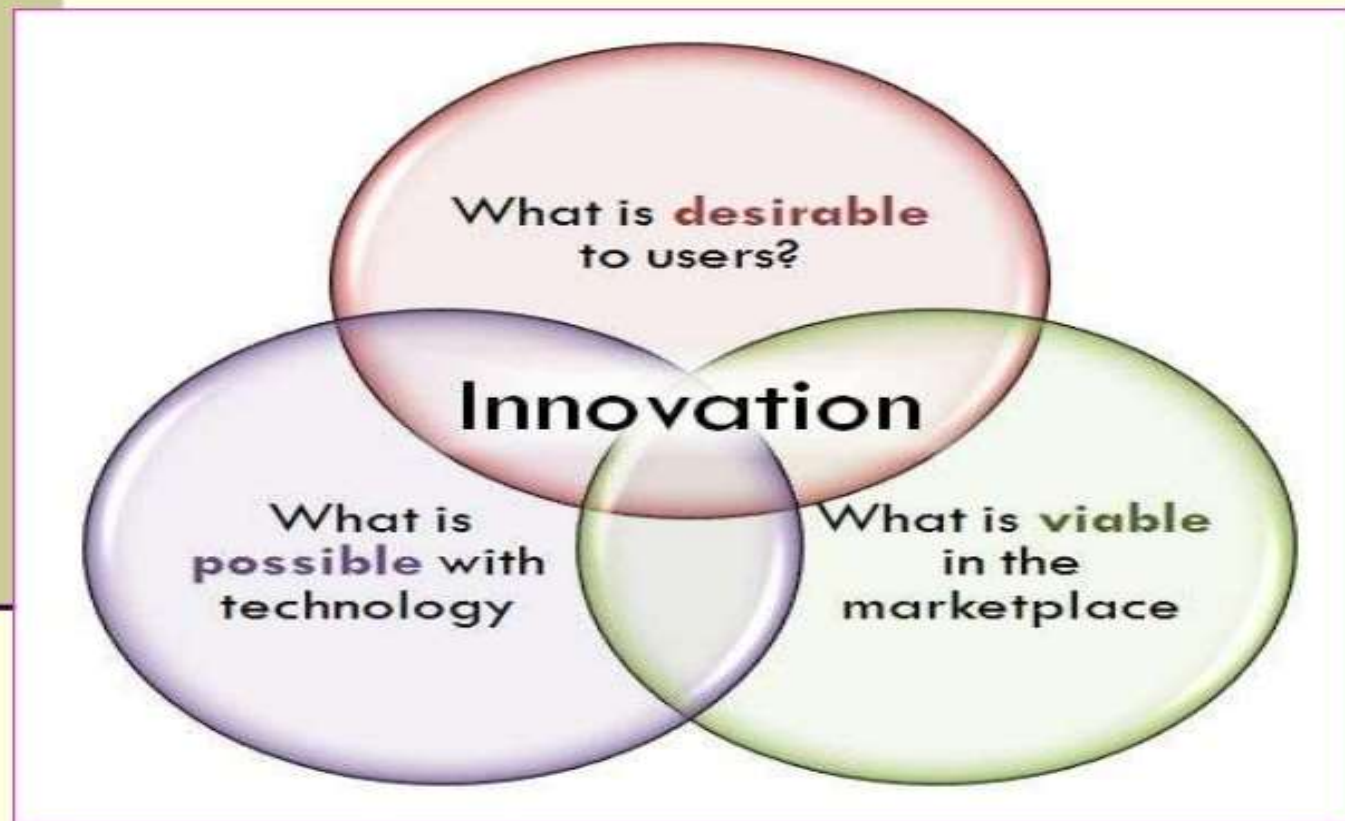 What is desirable
to users?
Innovation
What is
possible with
technology
What is viable
in the
marketplace